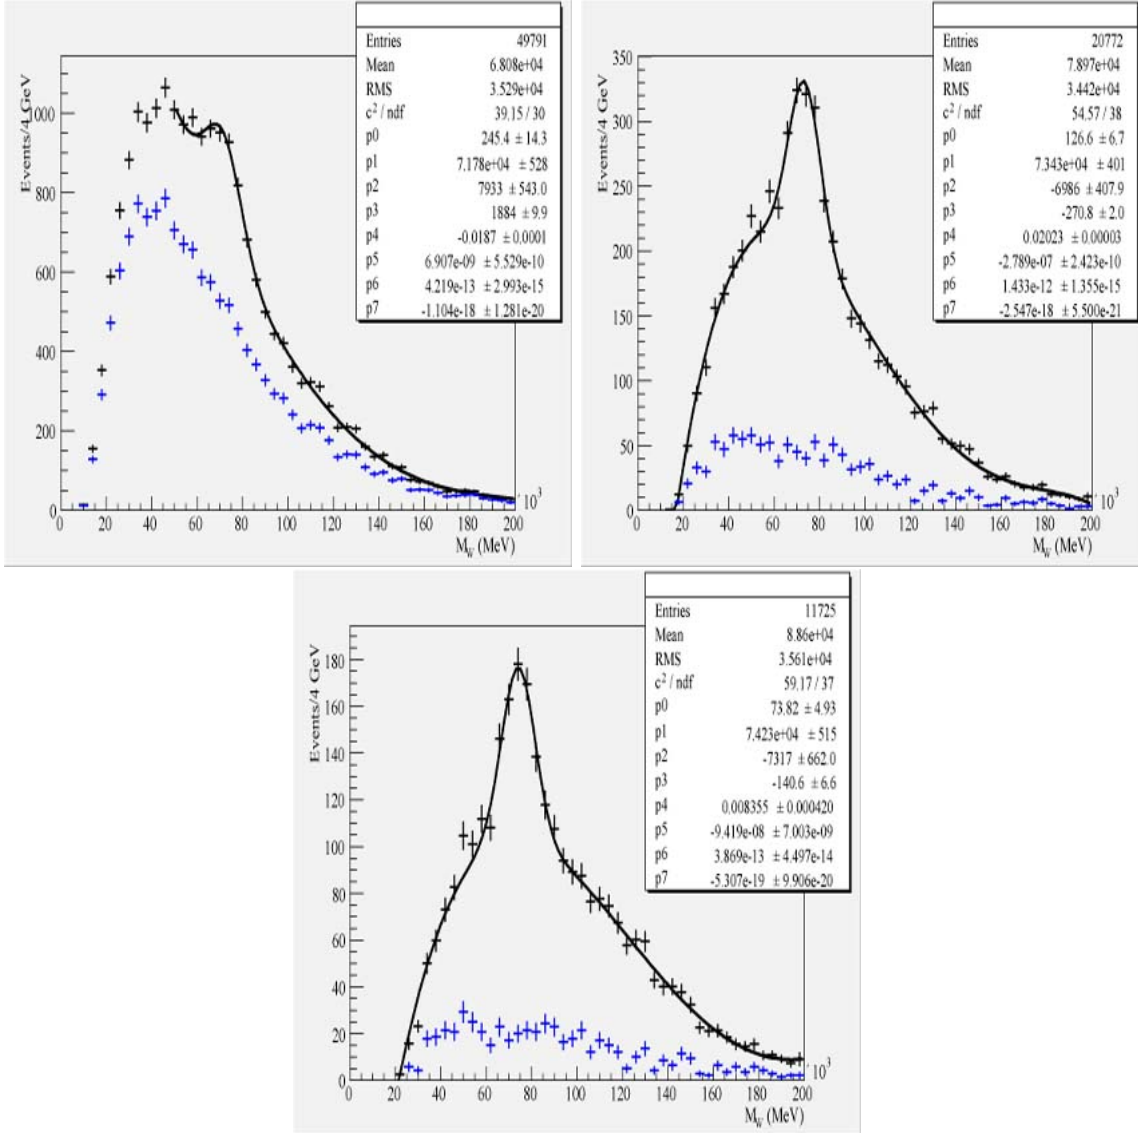 Entries 49791
Mean 6.808e+04
RMS 3.529e+04
c² / ndf 39.15 / 30
p0 245.4 ± 14.3
p1 7.178e+04 ± 528
p2 7933 ± 543.0
p3 1884 ± 9.9
p4 -0.0187 ± 0.0001
p5 6.907e-09 ± 5.529e-10
p6 4.219e-13 ± 2.993e-15
p7 -1.104e-18 ± 1.281e-20
Events/4 GeV
1000
800
600
400
200
0
0 20 40 60 80 100 120 140 160 180 200
10³
M_W (MeV)
Entries 20772
Mean 7.897e+04
RMS 3.442e+04
c² / ndf 54.57 / 38
p0 126.6 ± 6.7
p1 7.343e+04 ± 401
p2 -6986 ± 407.9
p3 -270.8 ± 2.0
p4 0.02023 ± 0.00003
p5 -2.789e-07 ± 2.423e-10
p6 1.433e-12 ± 1.355e-15
p7 -2.547e-18 ± 5.500e-21
Events/4 GeV
350
300
250
200
150
100
50
0
0 20 40 60 80 100 120 140 160 180 200
10³
M_W (MeV)
Entries 11725
Mean 8.86e+04
RMS 3.561e+04
c² / ndf 59.17 / 37
p0 73.82 ± 4.93
p1 7.423e+04 ± 515
p2 -7317 ± 662.0
p3 -140.6 ± 6.6
p4 0.008355 ± 0.000420
p5 -9.419e-08 ± 7.003e-09
p6 3.869e-13 ± 4.497e-14
p7 -5.307e-19 ± 9.906e-20
Events/4 GeV
180
160
140
120
100
80
60
40
20
0
0 20 40 60 80 100 120 140 160 180 200
10³
M_W (MeV)